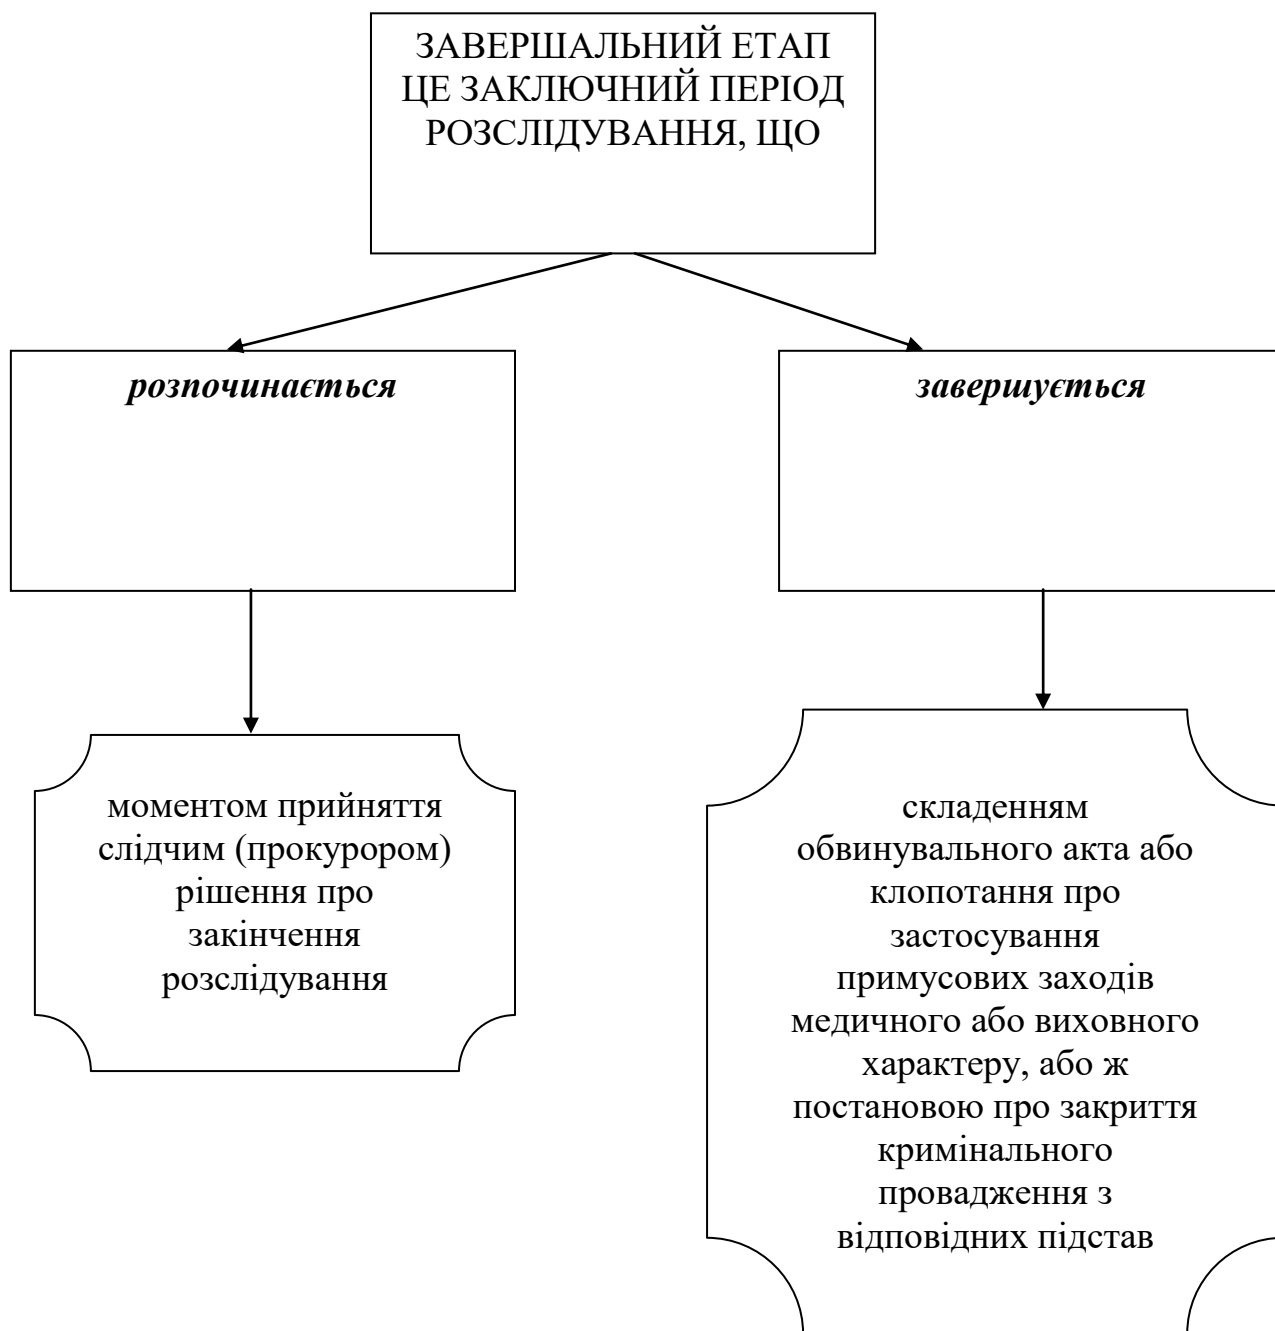 ЗАВЕРШАЛЬНИЙ ЕТАП
ЦЕ ЗАКЛЮЧНИЙ ПЕРІОД
РОЗСЛІДУВАННЯ, ЩО
розпочинається
завершується
моментом прийняття
слідчим (прокурором)
рішення про
закінчення
розслідування
складенням
обвинувального акта або
клопотання про
застосування
примусових заходів
медичного або виховного
характеру, або ж
постановою про закриття
кримінального
провадження з
відповідних підстав